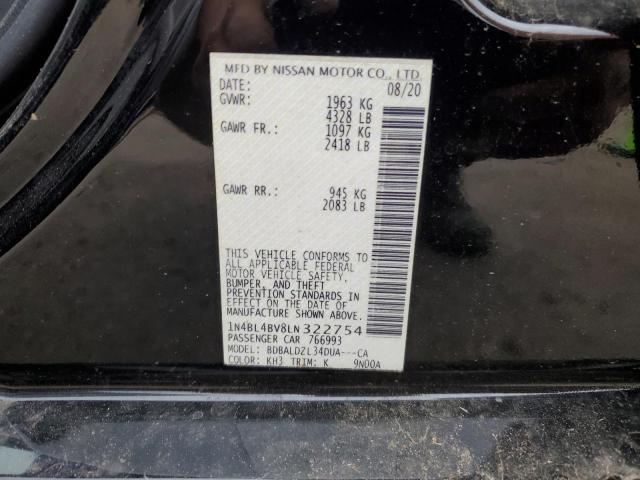 MFD BY NISSAN MOTOR CO., LTD.
DATE: 08/20
GVWR: 1963 KG
4328 LB
GAWR FR.: 1097 KG
2418 LB
GAWR RR.: 945 KG
2083 LB
THIS VEHICLE CONFORMS TO
ALL APPLICABLE FEDERAL
MOTOR VEHICLE SAFETY,
BUMPER, AND THEFT
PREVENTION STANDARDS IN
EFFECT ON THE DATE OF
MANUFACTURE SHOWN ABOVE.
1N4BL4BV8LN322754
PASSENGER CAR 766993
MODEL: BDBALDZL34DUA---CA
COLOR: KH3 TRIM: K 9N00A